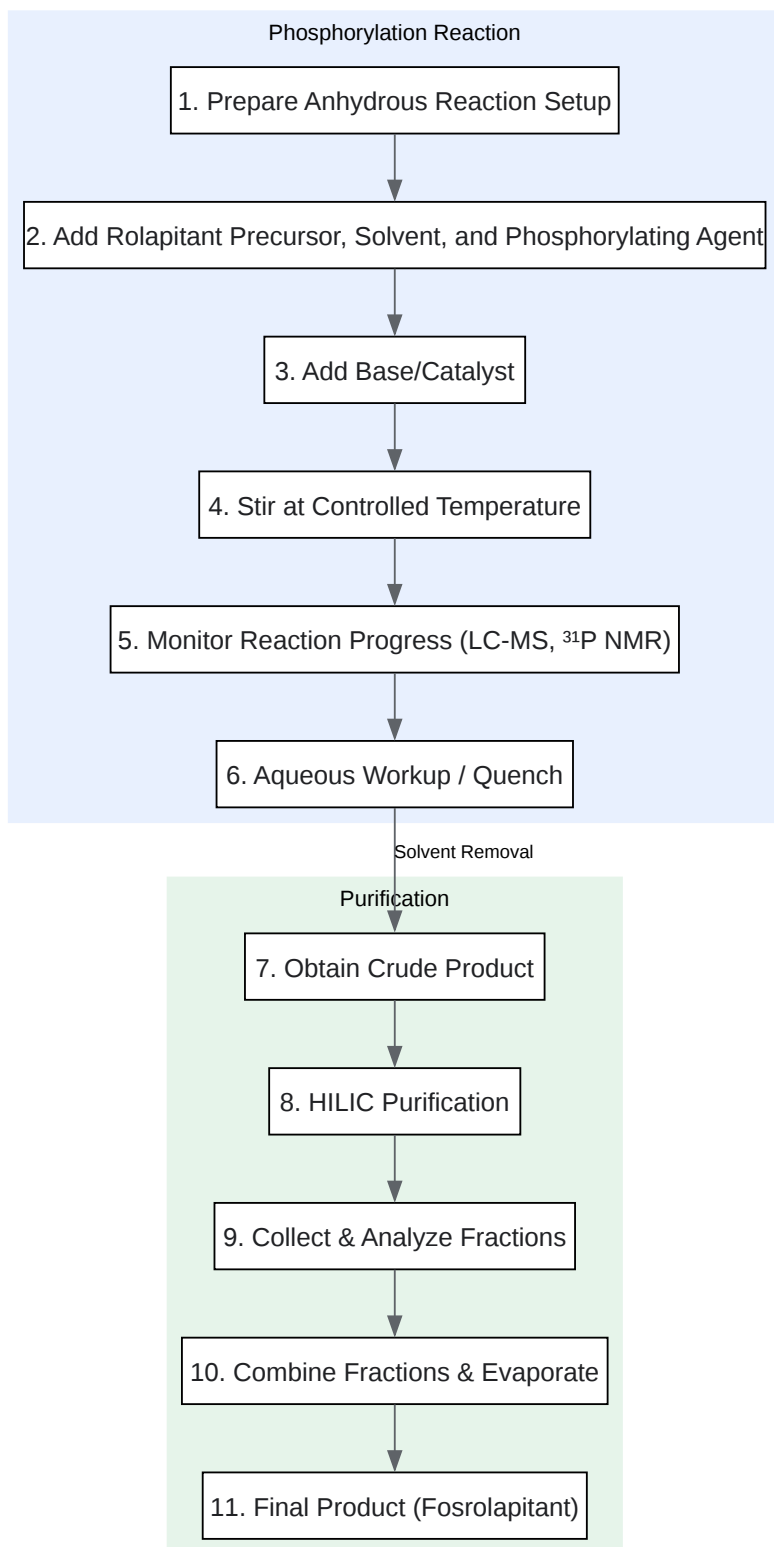 Phosphorylation Reaction
1. Prepare Anhydrous Reaction Setup
2. Add Rolapitant Precursor, Solvent, and Phosphorylating Agent
3. Add Base/Catalyst
4. Stir at Controlled Temperature
5. Monitor Reaction Progress (LC-MS, ³¹P NMR)
6. Aqueous Workup / Quench
Solvent Removal
Purification
7. Obtain Crude Product
8. HILIC Purification
9. Collect & Analyze Fractions
10. Combine Fractions & Evaporate
11. Final Product (Fosrolapitant)